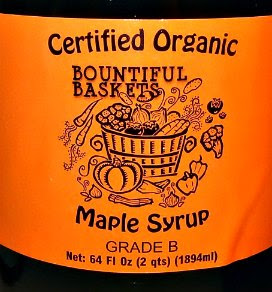 Certified Organic
BOUNTIFUL
BASKETS
Maple Syrup
GRADE B
Net: 64 Fl Oz (2 qts) (1894ml)